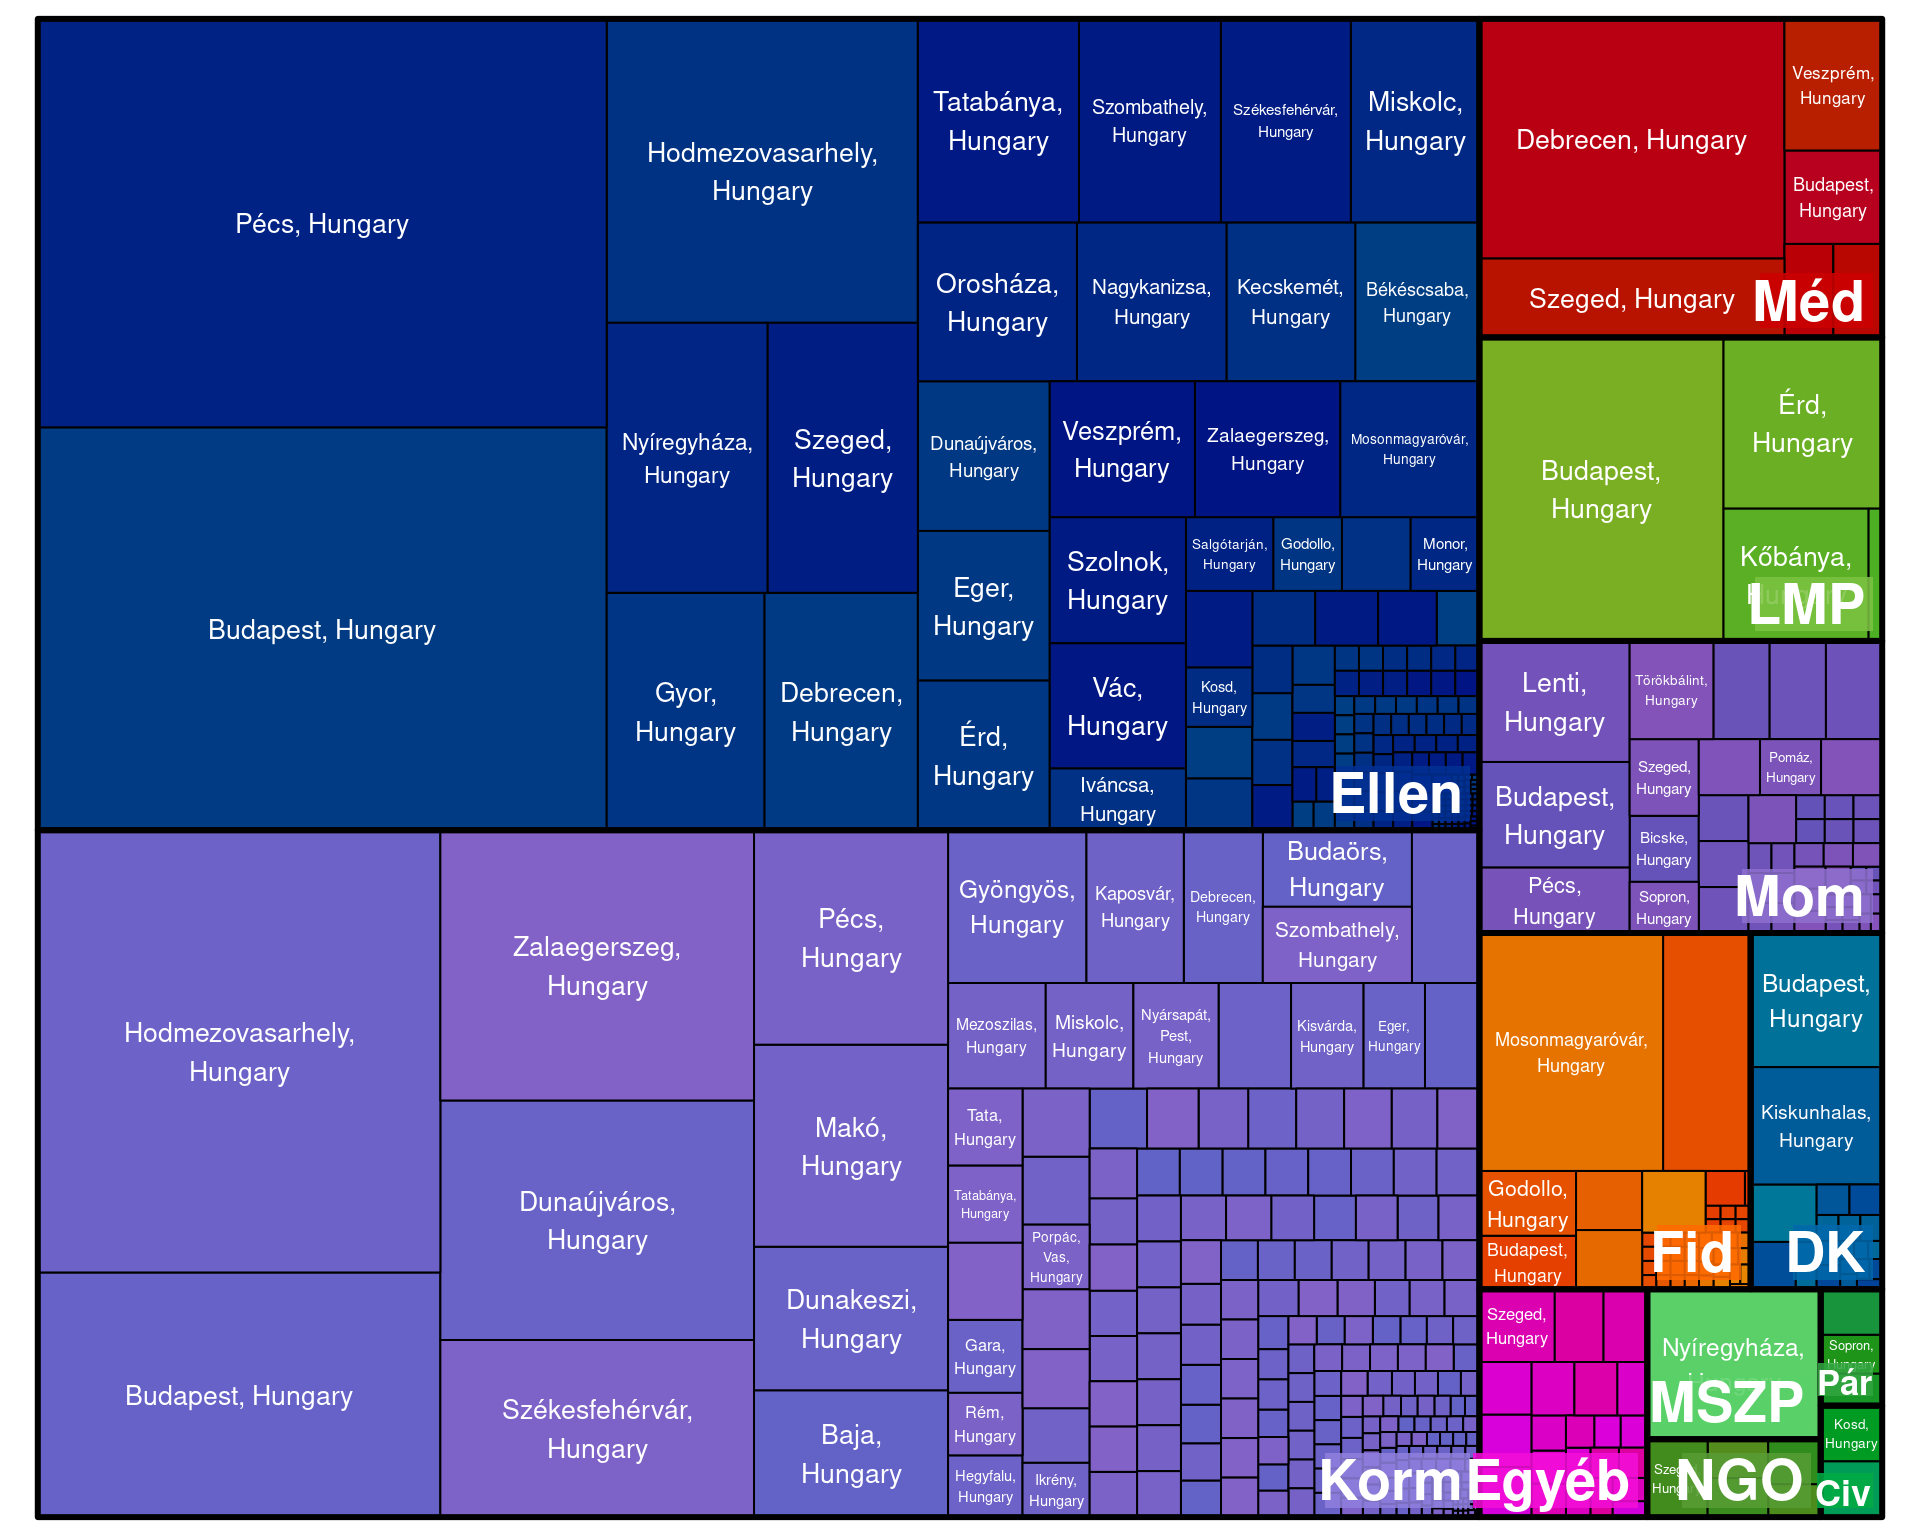 Pécs, Hungary
Budapest, Hungary
Hodmezovasarhely,
Hungary
Nyíregyháza,
Hungary
Szeged,
Hungary
Gyor,
Hungary
Debrecen,
Hungary
Tatabánya,
Hungary
Szombathely,
Hungary
Székesfehérvár,
Hungary
Miskolc,
Hungary
Orosháza,
Hungary
Nagykanizsa,
Hungary
Kecskemét,
Hungary
Békéscsaba,
Hungary
Dunaújváros,
Hungary
Eger,
Hungary
Érd,
Hungary
Veszprém,
Hungary
Zalaegerszeg,
Hungary
Mosonmagyaróvár,
Hungary
Szolnok,
Hungary
Vác,
Hungary
Iváncsa,
Hungary
Salgótarján,
Hungary
Godollo,
Hungary
Monor,
Hungary
Kosd,
Hungary
Ellen
Hodmezovasarhely,
Hungary
Budapest, Hungary
Zalaegerszeg,
Hungary
Dunaújváros,
Hungary
Székesfehérvár,
Hungary
Pécs,
Hungary
Makó,
Hungary
Dunakeszi,
Hungary
Baja,
Hungary
Gyöngyös,
Hungary
Kaposvár,
Hungary
Debrecen,
Hungary
Budaörs,
Hungary
Szombathely,
Hungary
Mezoszilas,
Hungary
Miskolc,
Hungary
Nyársapát,
Pest,
Hungary
Kisvárda,
Hungary
Eger,
Hungary
Tata,
Hungary
Tatabánya,
Hungary
Porpác,
Vas,
Hungary
Gara,
Hungary
Rém,
Hungary
Hegyfalu,
Hungary
Ikrény,
Hungary
Korm
Debrecen, Hungary
Szeged, Hungary
Veszprém,
Hungary
Budapest,
Hungary
Méd
Budapest,
Hungary
Érd,
Hungary
Kőbánya,
LMP
Lenti,
Hungary
Budapest,
Hungary
Pécs,
Hungary
Törökbálint,
Hungary
Szeged,
Hungary
Bicske,
Hungary
Sopron,
Hungary
Pomáz,
Hungary
Mom
Mosonmagyaróvár,
Hungary
Godollo,
Hungary
Budapest,
Hungary
Fid
Budapest,
Hungary
Kiskunhalas,
Hungary
DK
Szeged,
Hungary
Egyéb
Nyíregyháza,
MSZP
Sopron,
Hungary
Pár
NGO
Kosd,
Hungary
Civ